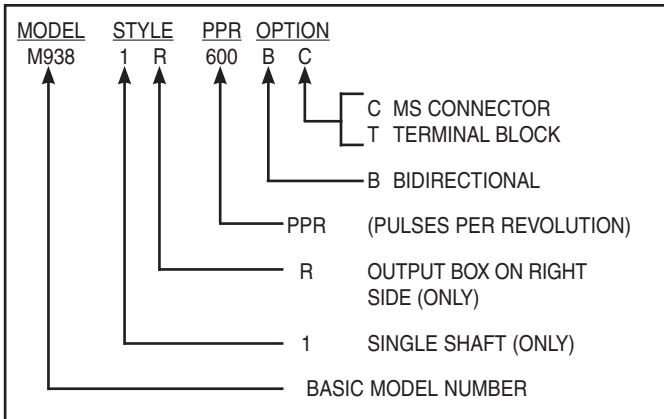 MODEL STYLE PPR OPTION
M938 1 R 600 B C
C MS CONNECTOR
T TERMINAL BLOCK
B BIDIRECTIONAL
PPR (PULSES PER REVOLUTION)
R OUTPUT BOX ON RIGHT
SIDE (ONLY)
1 SINGLE SHAFT (ONLY)
BASIC MODEL NUMBER